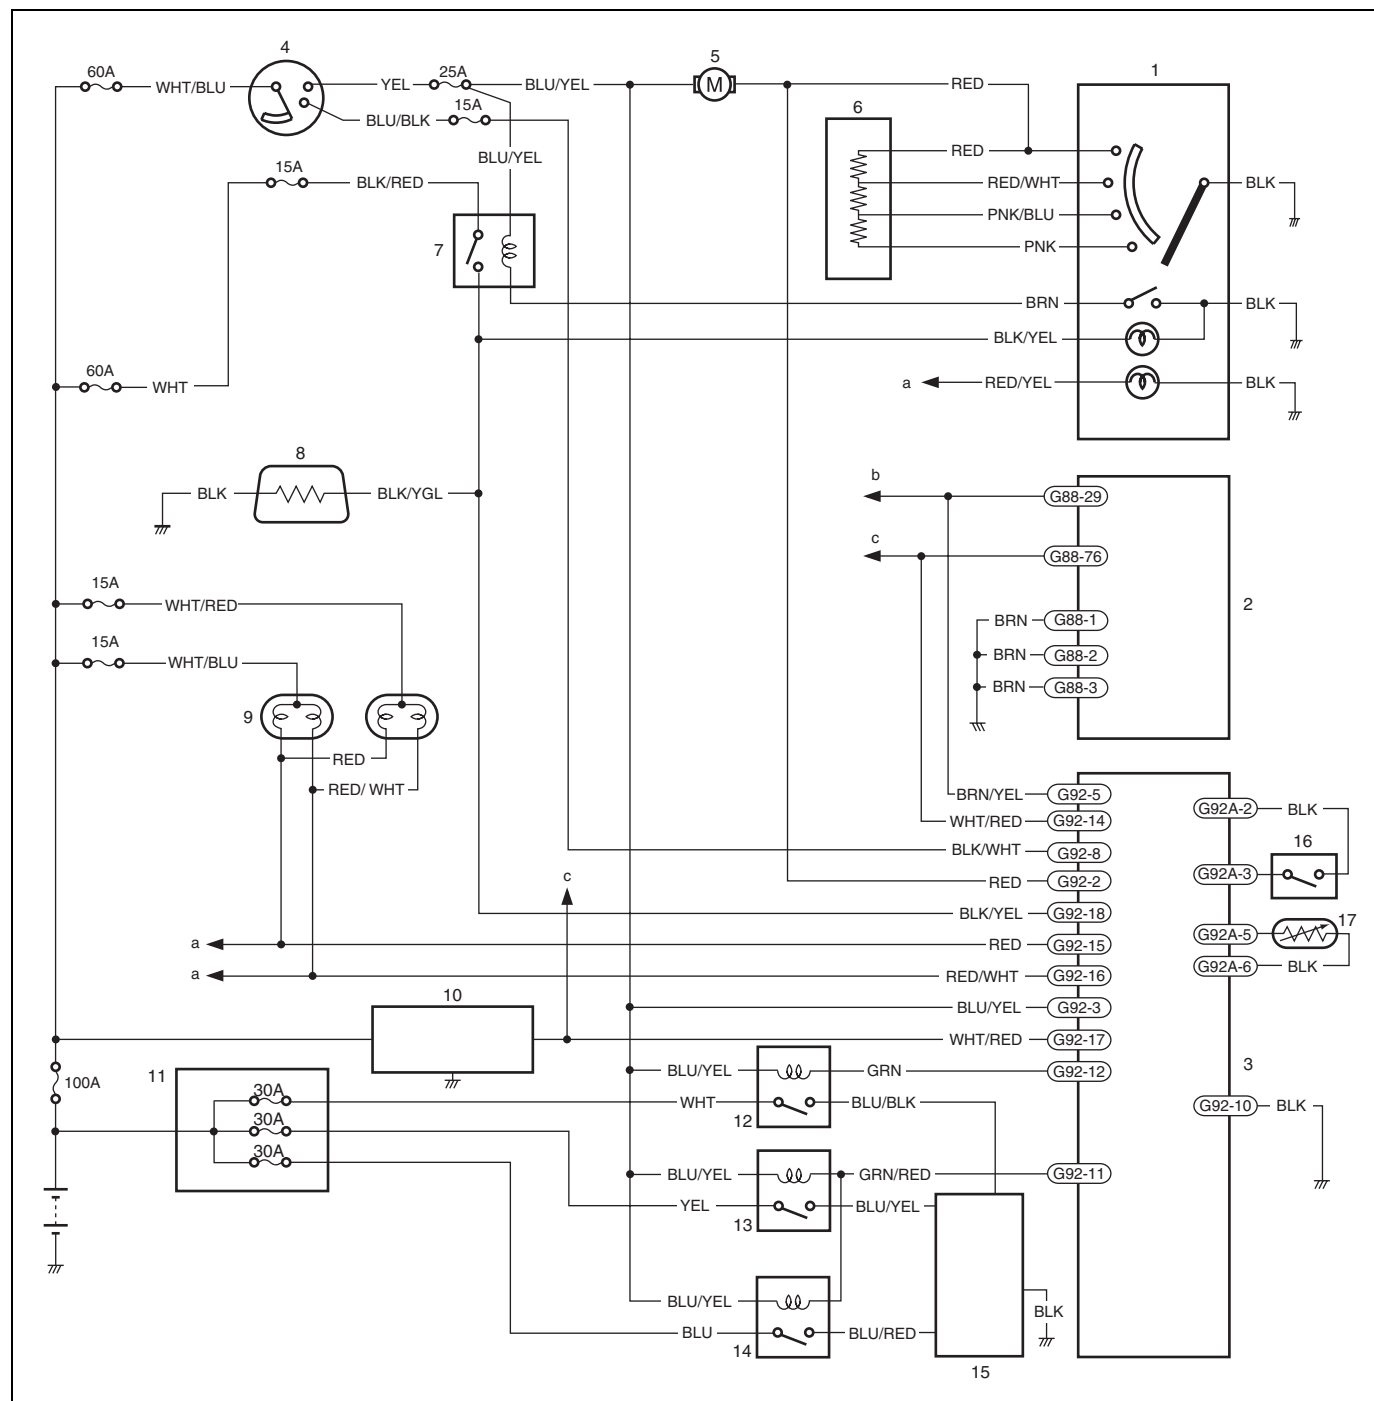 4
5
1
60A
WHT/BLU
YEL
25A
BLU/YEL
M
RED
6
BLU/BLK
15A
BLU/YEL
RED
15A
BLK/RED
RED/WHT
BLK
PNK/BLU
7
PNK
BRN
BLK
BLK/YEL
60A
WHT
a
RED/YEL
BLK
8
b
BLK
BLK/YGL
G88-29
c
G88-76
15A
WHT/RED
2
BRN
G88-1
15A
WHT/BLU
BRN
G88-2
BRN
G88-3
9
RED
RED/ WHT
BRN/YEL
G92-5
G92A-2
BLK
WHT/RED
G92-14
16
BLK/WHT
G92-8
c
RED
G92-2
G92A-3
BLK/YEL
G92-18
17
a
RED
G92-15
G92A-5
a
RED/WHT
G92-16
G92A-6
BLK
10
BLU/YEL
G92-3
WHT/RED
G92-17
3
11
100A
BLU/YEL
GRN
G92-12
30A
WHT
BLU/BLK
G92-10
BLK
30A
12
30A
BLU/YEL
GRN/RED
G92-11
YEL
BLU/YEL
13
BLU/YEL
BLK
BLU
BLU/RED
14
15